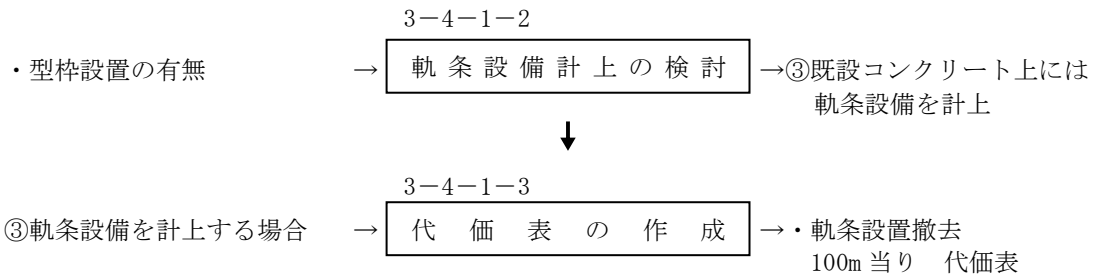 3－4－1－2
・型枠設置の有無 → 軌条設備計上の検討 →③既設コンクリート上には
軌条設備を計上
3－4－1－3
③軌条設備を計上する場合 → 代価表の作成 →・軌条設置撤去
100m当り 代価表